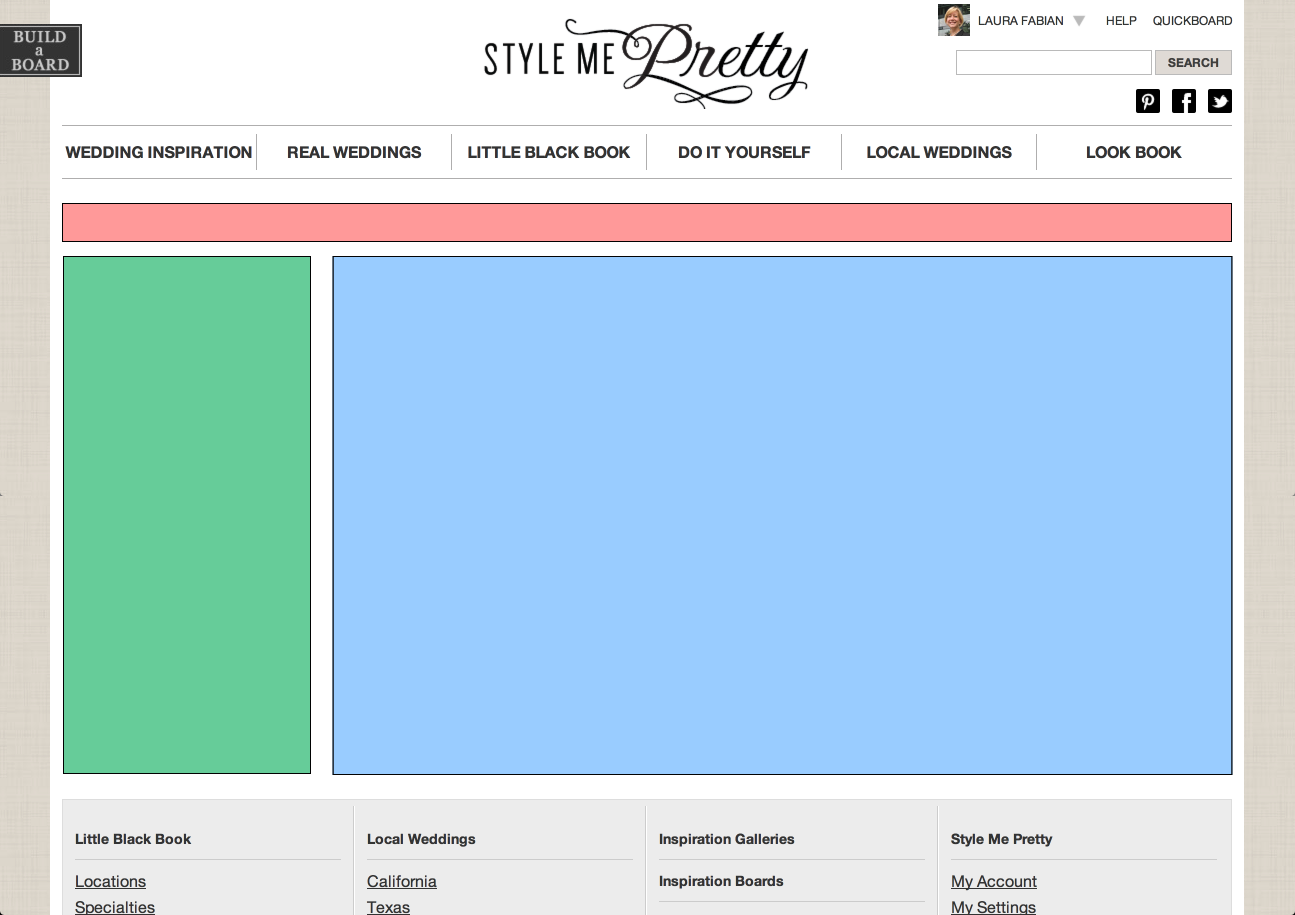 BUILD
a
BOARD
STYLE ME Pretty
LAURA FABIAN HELP QUICKBOARD
SEARCH
WEDDING INSPIRATION REAL WEDDINGS LITTLE BLACK BOOK DO IT YOURSELF LOCAL WEDDINGS LOOK BOOK
Little Black Book Local Weddings Inspiration Galleries Style Me Pretty
Locations California Inspiration Boards My Account
Specialties Texas My Settings